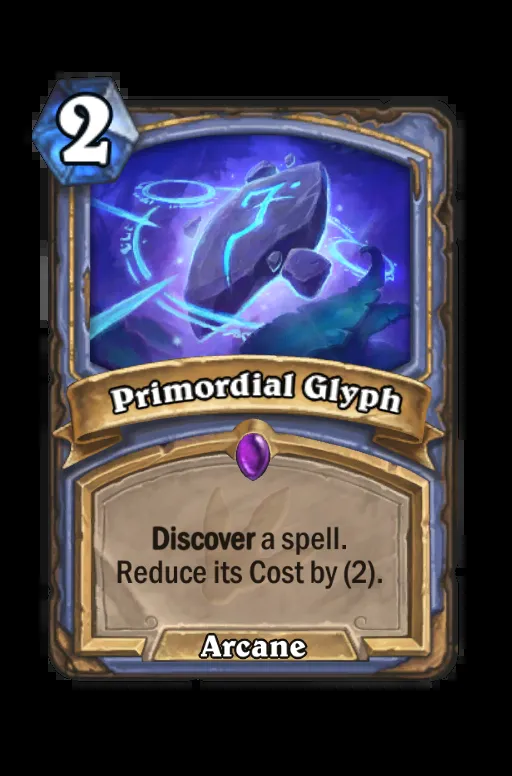 2
Primordial Glyph
Discover a spell.
Reduce its Cost by (2).
Arcane